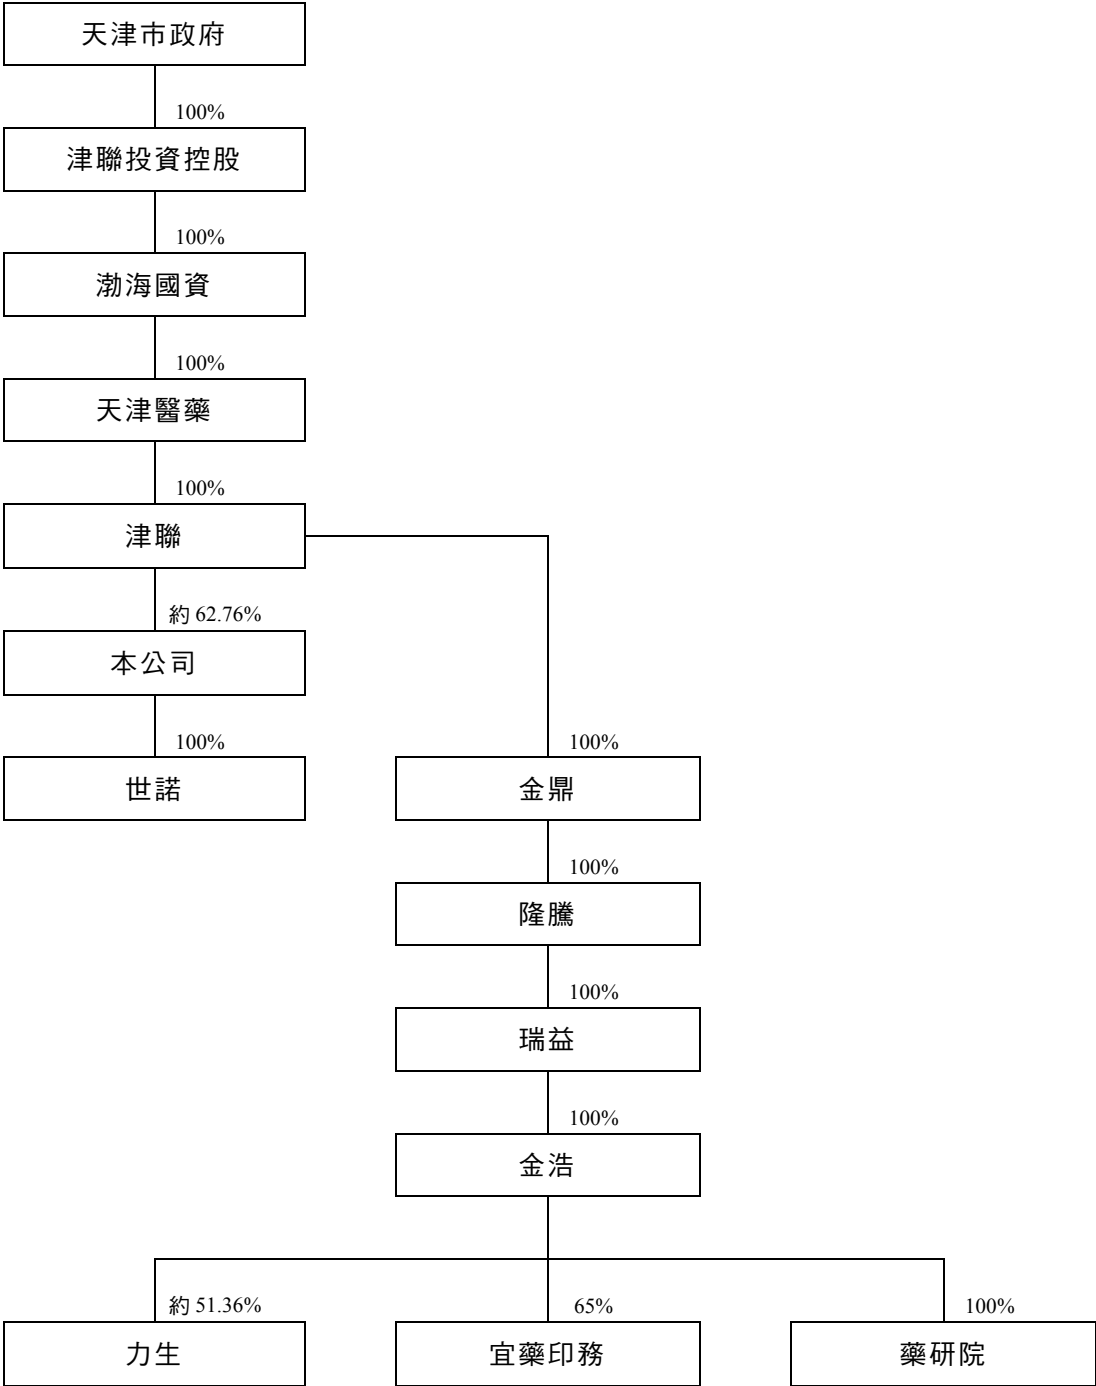 天津市政府
100%
津聯投資控股
100%
渤海國資
100%
天津醫藥
100%
津聯
約 62.76%
本公司
100%
100%
世諾
金鼎
100%
隆騰
100%
瑞益
100%
金浩
約 51.36%
65%
100%
力生
宜藥印務
藥研院